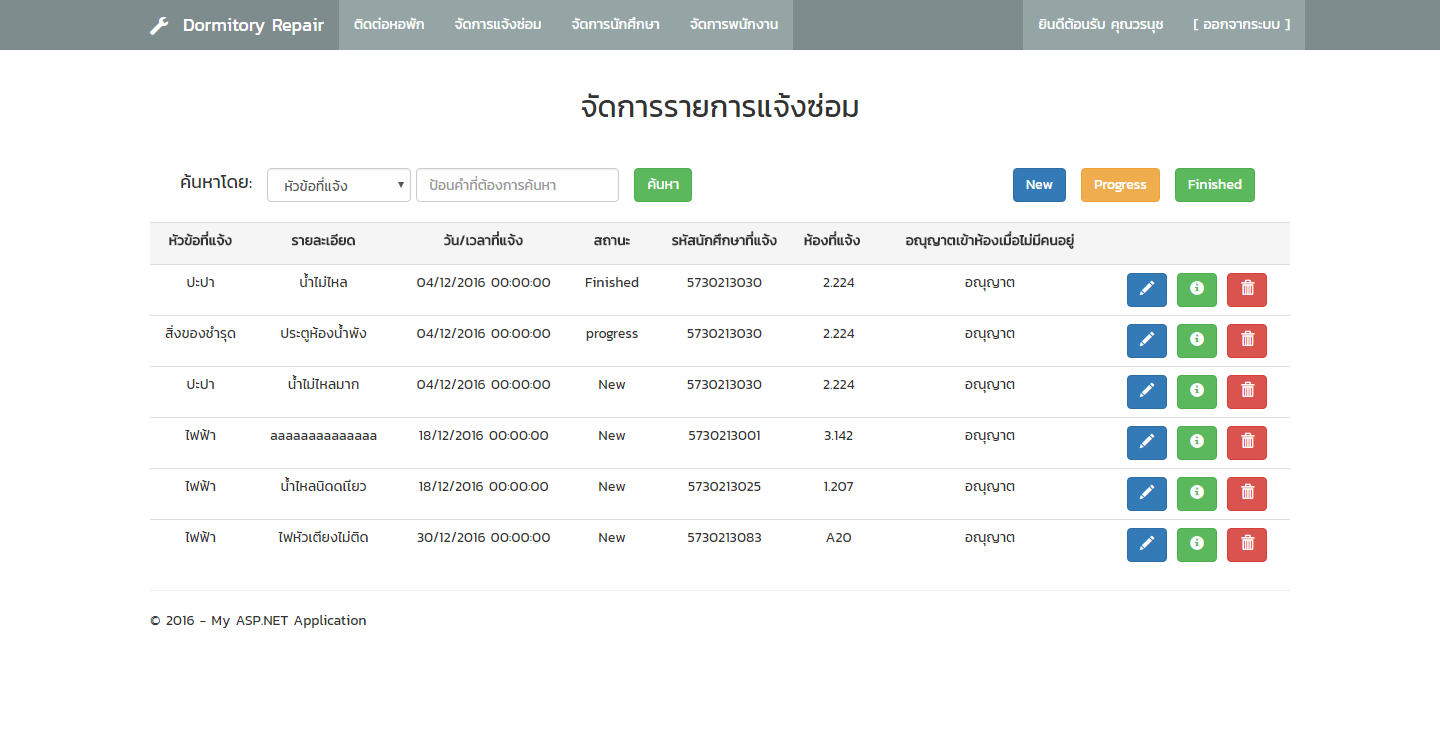 Dormitory Repair ติดต่อหอพัก จัดการแจ้งซ่อม จัดการนักศึกษา จัดการพนักงาน ยินดีต้อนรับ คุณวรนุช [ ออกจากระบบ ]
จัดการรายการแจ้งซ่อม
ค้นหาโดย: หัวข้อที่แจ้ง ป้อนคำที่ต้องการค้นหา ค้นหา New Progress Finished
หัวข้อที่แจ้ง รายละเอียด วัน/เวลาที่แจ้ง สถานะ รหัสนักศึกษาที่แจ้ง ห้องที่แจ้ง อณุญาตเข้าห้องเมื่อไม่มีคนอยู่
ปะปา น้ำไม่ไหล 04/12/2016 00:00:00 Finished 5730213030 2.224 อณุญาต
สิ่งของชำรุด ประตูห้องน้ำพัง 04/12/2016 00:00:00 progress 5730213030 2.224 อณุญาต
ปะปา น้ำไม่ไหลมาก 04/12/2016 00:00:00 New 5730213030 2.224 อณุญาต
ไฟฟ้า aaaaaaaaaaaaaa 18/12/2016 00:00:00 New 5730213001 3.142 อณุญาต
ไฟฟ้า น้ำไหลนิดดเเียว 18/12/2016 00:00:00 New 5730213025 1.207 อณุญาต
ไฟฟ้า ไฟหัวเตียงไม่ติด 30/12/2016 00:00:00 New 5730213083 A20 อณุญาต
© 2016 - My ASP.NET Application